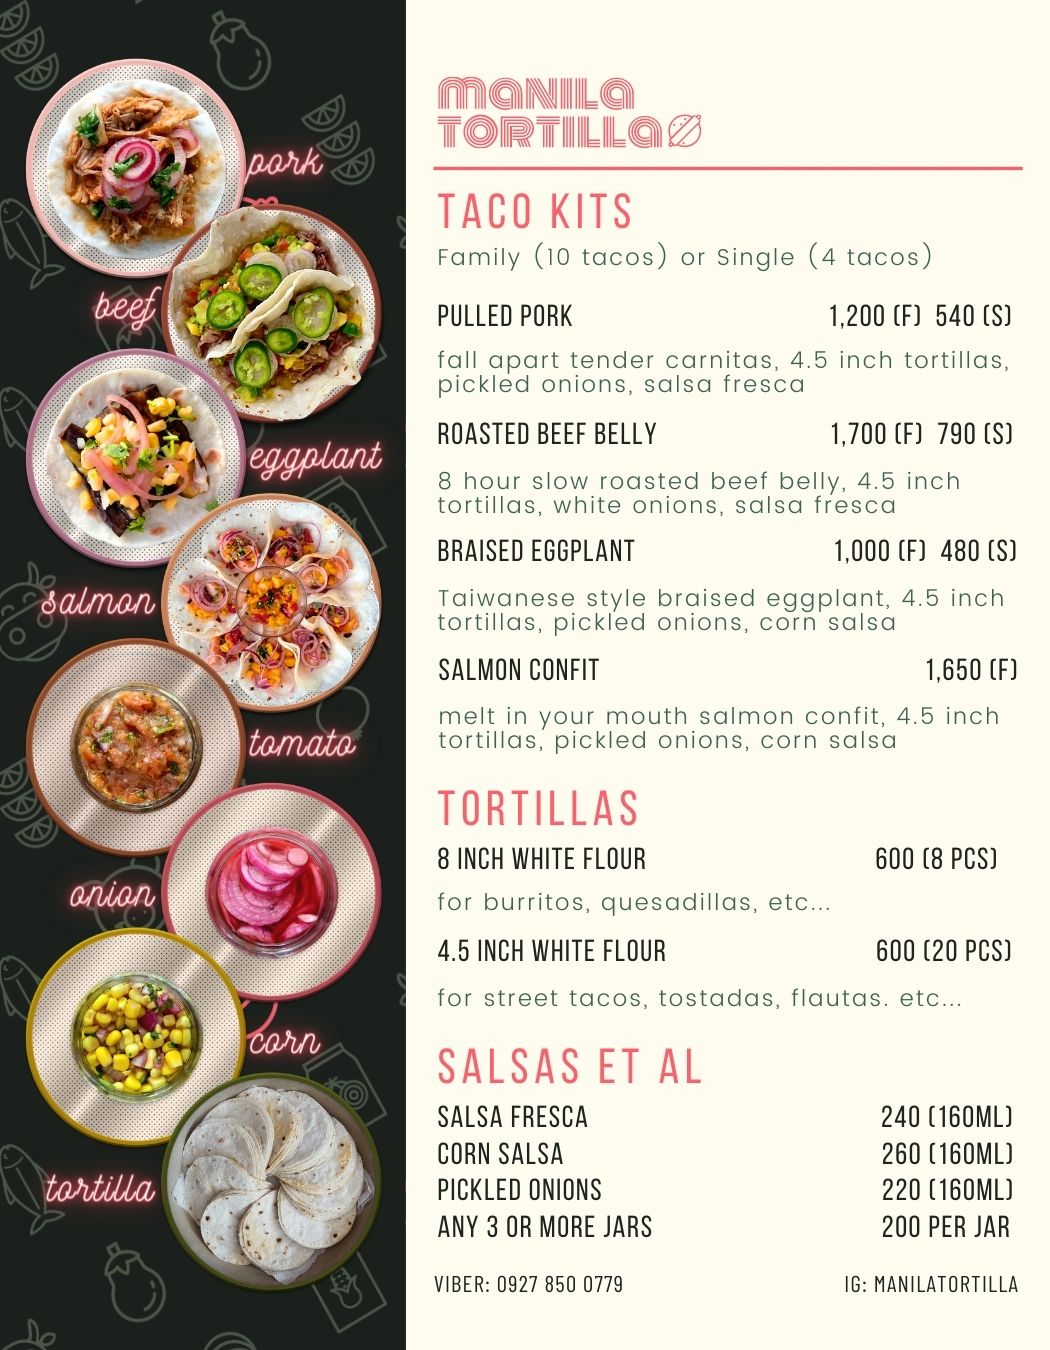 pork
beef
eggplant
salmon
tomato
onion
corn
tortilla
MANILA
TORTILLA
TACO KITS
Family (10 tacos) or Single (4 tacos)
PULLED PORK 1,200 (F) 540 (S)
fall apart tender carnitas, 4.5 inch tortillas,
pickled onions, salsa fresca
ROASTED BEEF BELLY 1,700 (F) 790 (S)
8 hour slow roasted beef belly, 4.5 inch
tortillas, white onions, salsa fresca
BRAISED EGGPLANT 1,000 (F) 480 (S)
Taiwanese style braised eggplant, 4.5 inch
tortillas, pickled onions, corn salsa
SALMON CONFIT 1,650 (F)
melt in your mouth salmon confit, 4.5 inch
tortillas, pickled onions, corn salsa
TORTILLAS
8 INCH WHITE FLOUR 600 (8 PCS)
for burritos, quesadillas, etc...
4.5 INCH WHITE FLOUR 600 (20 PCS)
for street tacos, tostadas, flautas. etc...
SALSAS ET AL
SALSA FRESCA 240 (160ML)
CORN SALSA 260 (160ML)
PICKLED ONIONS 220 (160ML)
ANY 3 OR MORE JARS 200 PER JAR
VIBER: 0927 850 0779 IG: MANILATORTILLA